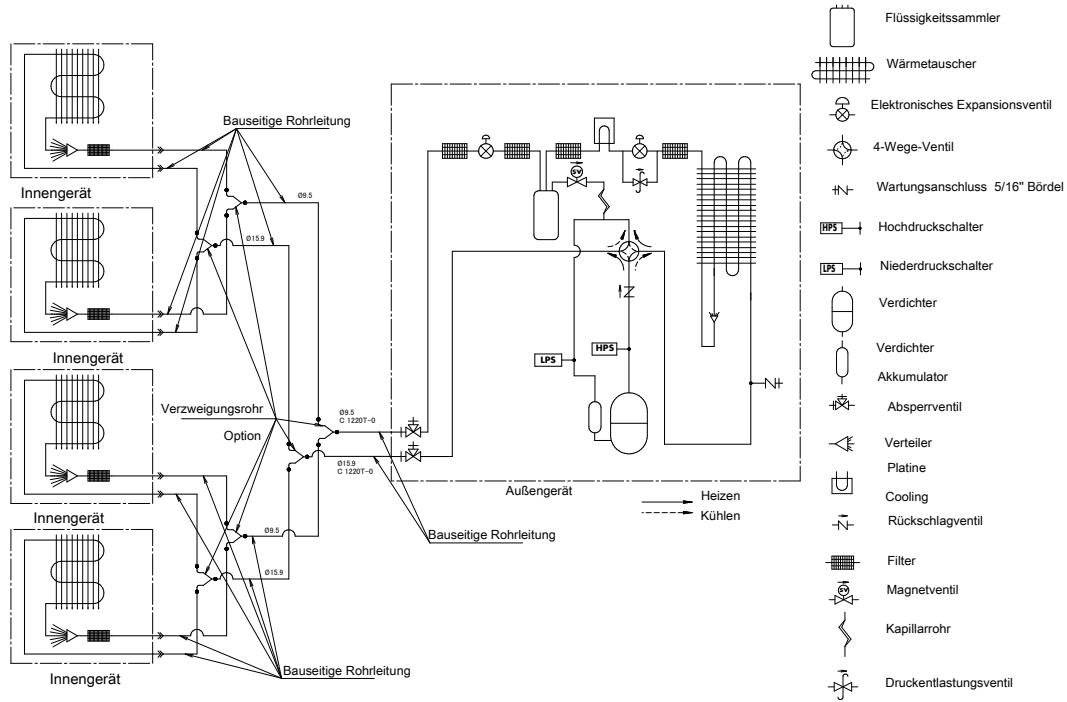 Innengerät
Innengerät
Innengerät
Innengerät
Bauseitige Rohrleitung
Ø9.5
Ø15.9
Verzweigungsrohr
Option
Ø9.5
C 1220T-O
Ø15.9
C 1220T-O
Ø9.5
Ø15.9
Bauseitige Rohrleitung
Bauseitige Rohrleitung
SV
LPS
HPS
Außengerät
Heizen
Kühlen
Flüssigkeitssammler
Wärmetauscher
Elektronisches Expansionsventil
4-Wege-Ventil
Wartungsanschluss 5/16" Bördel
HPS
Hochdruckschalter
LPS
Niederdruckschalter
Verdichter
Verdichter
Akkumulator
Absperrventil
Verteiler
Platine
Cooling
Rückschlagventil
Filter
SV
Magnetventil
Kapillarrohr
Druckentlastungsventil